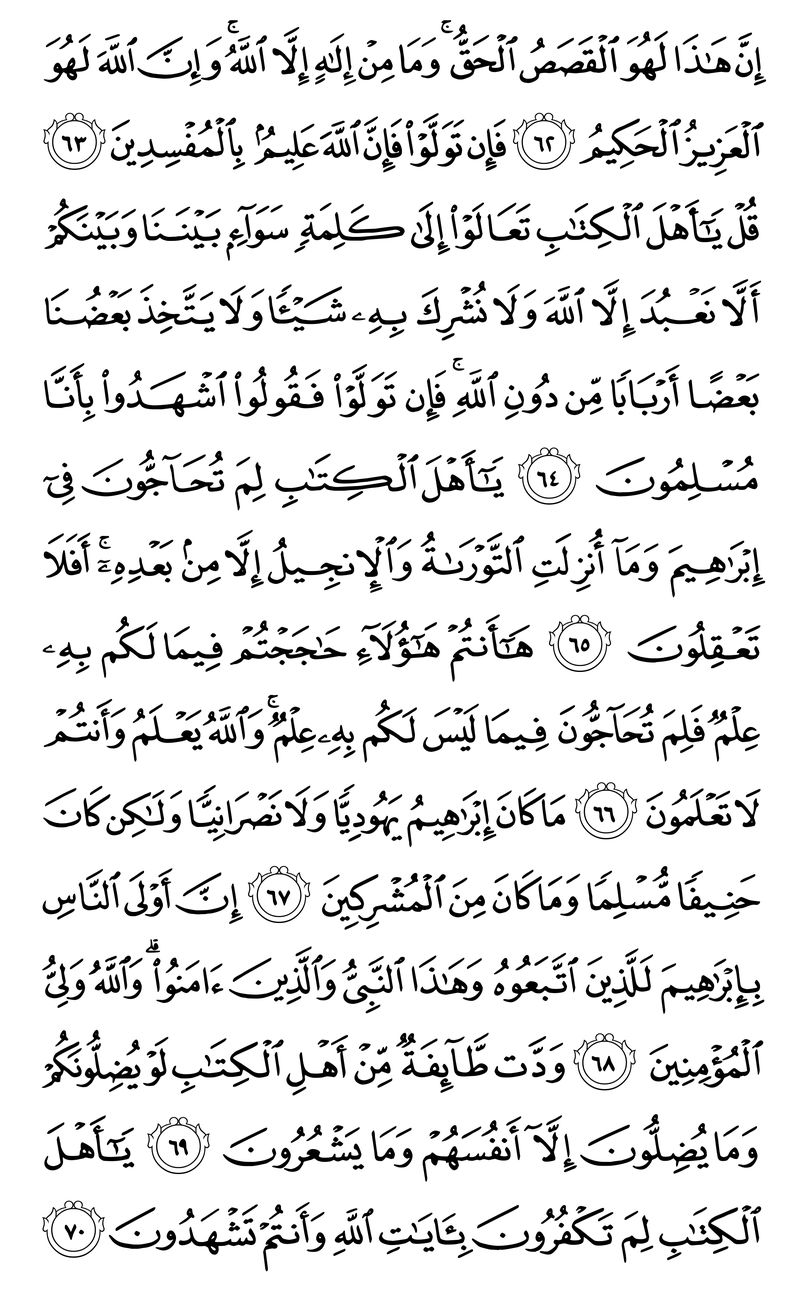 إِنَّ هَـٰذَا لَهُوَ ٱلْقَصَصُ ٱلْحَقُّ ۚ وَمَا مِنْ إِلَـٰهٍ إِلَّا ٱللَّهُ ۚ وَإِنَّ ٱللَّهَ لَهُوَ
ٱلْعَزِيزُ ٱلْحَكِيمُ ٦٢ فَإِن تَوَلَّوْا۟ فَإِنَّ ٱللَّهَ عَلِيمٌۢ بِٱلْمُفْسِدِينَ ٦٣
قُلْ يَـٰٓأَهْلَ ٱلْكِتَـٰبِ تَعَالَوْا۟ إِلَىٰ كَلِمَةٍ سَوَآءٍۭ بَيْنَنَا وَبَيْنَكُمْ
أَلَّا نَعْبُدَ إِلَّا ٱللَّهَ وَلَا نُشْرِكَ بِهِۦ شَيْـًٔا وَلَا يَتَّخِذَ بَعْضُنَا
بَعْضًا أَرْبَابًا مِّن دُونِ ٱللَّهِ ۚ فَإِن تَوَلَّوْا۟ فَقُولُوا۟ ٱشْهَدُوا۟ بِأَنَّا
مُسْلِمُونَ ٦٤ يَـٰٓأَهْلَ ٱلْكِتَـٰبِ لِمَ تُحَآجُّونَ فِىٓ
إِبْرَٰهِيمَ وَمَآ أُنزِلَتِ ٱلتَّوْرَىٰةُ وَٱلْإِنجِيلُ إِلَّا مِنۢ بَعْدِهِۦٓ ۚ أَفَلَا
تَعْقِلُونَ ٦٥ هَـٰٓأَنتُمْ هَـٰٓؤُلَآءِ حَـٰجَجْتُمْ فِيمَا لَكُم بِهِۦ
عِلْمٌ فَلِمَ تُحَآجُّونَ فِيمَا لَيْسَ لَكُم بِهِۦ عِلْمٌ ۚ وَٱللَّهُ يَعْلَمُ وَأَنتُمْ
لَا تَعْلَمُونَ ٦٦ مَا كَانَ إِبْرَٰهِيمُ يَهُودِيًّا وَلَا نَصْرَانِيًّا وَلَـٰكِن كَانَ
حَنِيفًا مُّسْلِمًا وَمَا كَانَ مِنَ ٱلْمُشْرِكِينَ ٦٧ إِنَّ أَوْلَى ٱلنَّاسِ
بِإِبْرَٰهِيمَ لَلَّذِينَ ٱتَّبَعُوهُ وَهَـٰذَا ٱلنَّبِىُّ وَٱلَّذِينَ ءَامَنُوا۟ ۗ وَٱللَّهُ وَلِىُّ
ٱلْمُؤْمِنِينَ ٦٨ وَدَّت طَّآئِفَةٌ مِّنْ أَهْلِ ٱلْكِتَـٰبِ لَوْ يُضِلُّونَكُمْ
وَمَا يُضِلُّونَ إِلَّآ أَنفُسَهُمْ وَمَا يَشْعُرُونَ ٦٩ يَـٰٓأَهْلَ
ٱلْكِتَـٰبِ لِمَ تَكْفُرُونَ بِـَٔايَـٰتِ ٱللَّهِ وَأَنتُمْ تَشْهَدُونَ ٧٠